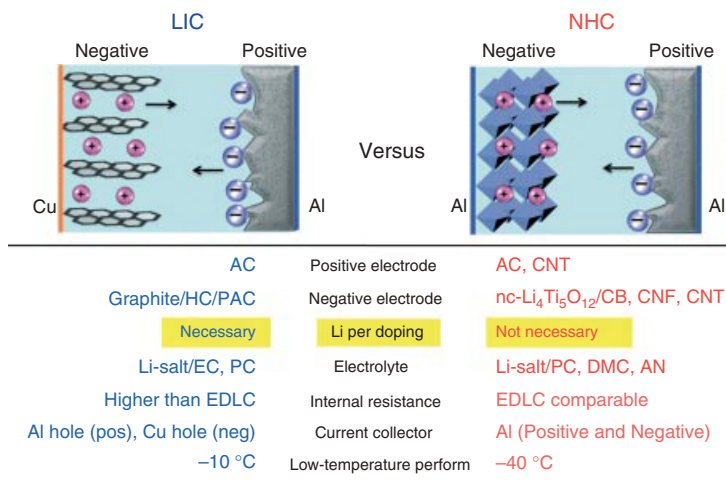 LIC NHC
Negative Positive Negative Positive
Versus
Cu Al Al Al
AC Positive electrode AC, CNT
Graphite/HC/PAC Negative electrode nc-Li₄Ti₅O₁₂/CB, CNF, CNT
Necessary Li per doping Not necessary
Li-salt/EC, PC Electrolyte Li-salt/PC, DMC, AN
Higher than EDLC Internal resistance EDLC comparable
Al hole (pos), Cu hole (neg) Current collector Al (Positive and Negative)
–10 °C Low-temperature perform –40 °C